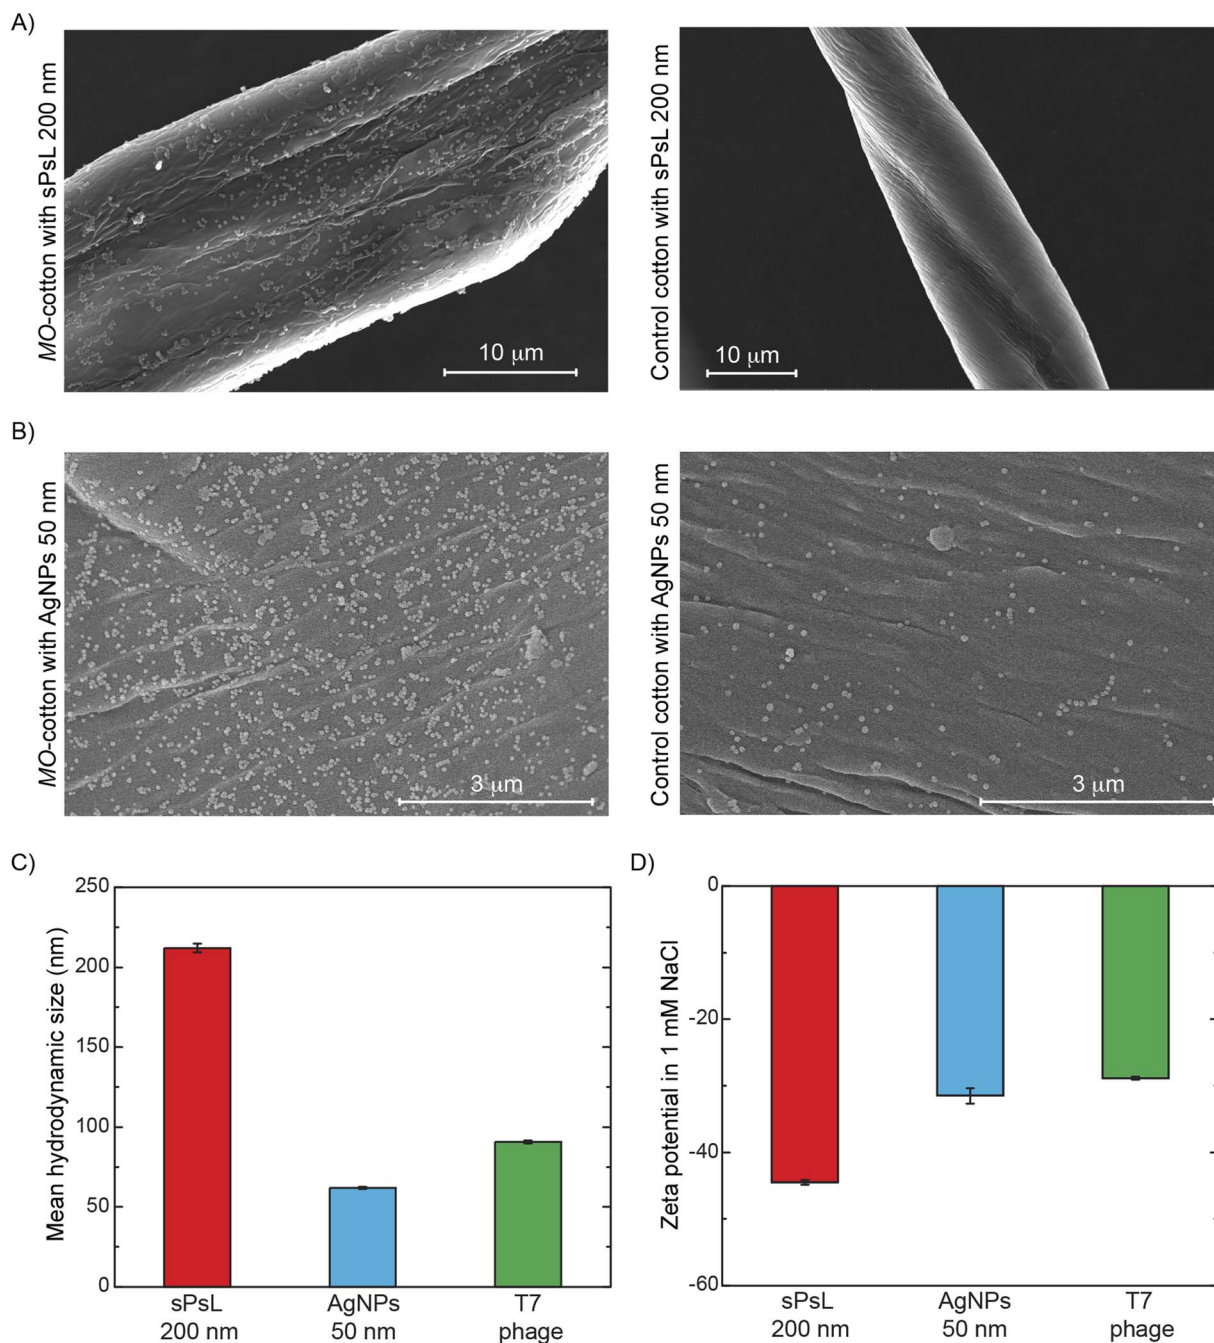 A)
MO-cotton with sPsL 200 nm
10 μm
Control cotton with sPsL 200 nm
10 μm
B)
MO-cotton with AgNPs 50 nm
3 μm
Control cotton with AgNPs 50 nm
3 μm
C)
Mean hydrodynamic size (nm)
250
200
150
100
50
0
sPsL
200 nm
AgNPs
50 nm
T7
phage
D)
Zeta potential in 1 mM NaCl
0
-20
-40
-60
sPsL
200 nm
AgNPs
50 nm
T7
phage